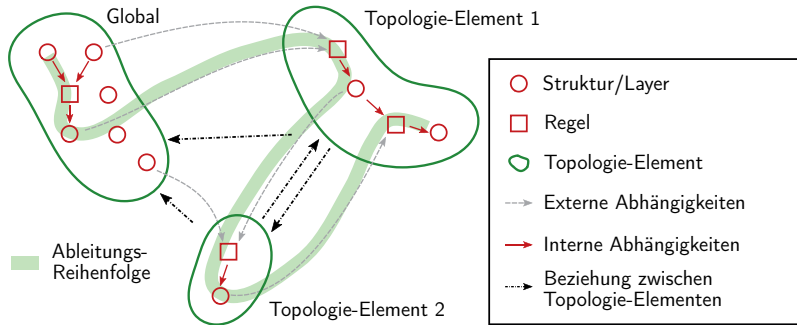 Global
Topologie-Element 1
Struktur/Layer
Regel
Topologie-Element
Externe Abhängigkeiten
Interne Abhängigkeiten
Beziehung zwischen
Topologie-Elementen
Ableitungs-
Reihenfolge
Topologie-Element 2